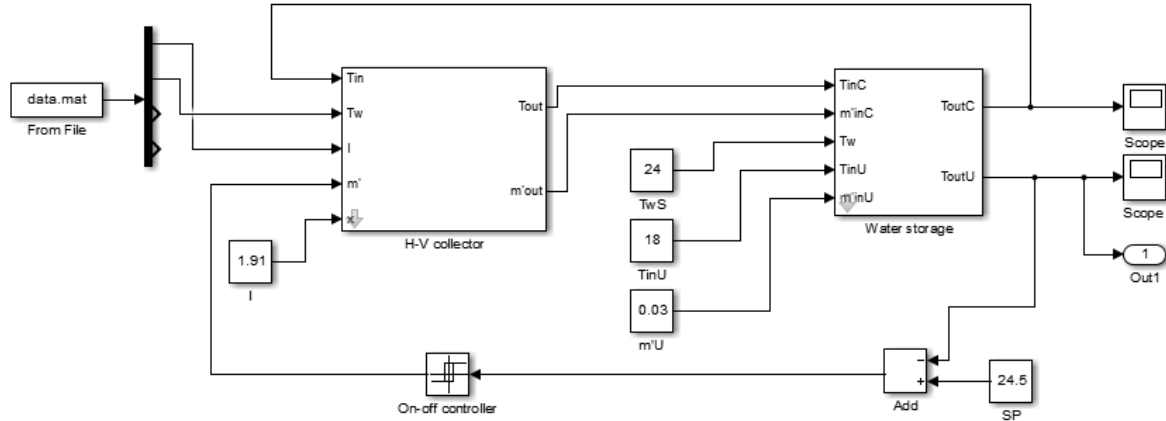 data.mat
From File
Tin
Tw
I
m'
x
Tout
m'out
H-V collector
1.91
I
24
TwS
18
TinU
0.03
m'U
TinC
m'inC
Tw
TinU
m'inU
ToutC
ToutU
Water storage
Scope
Scope
1
Out1
On-off controller
−
+
Add
24.5
SP